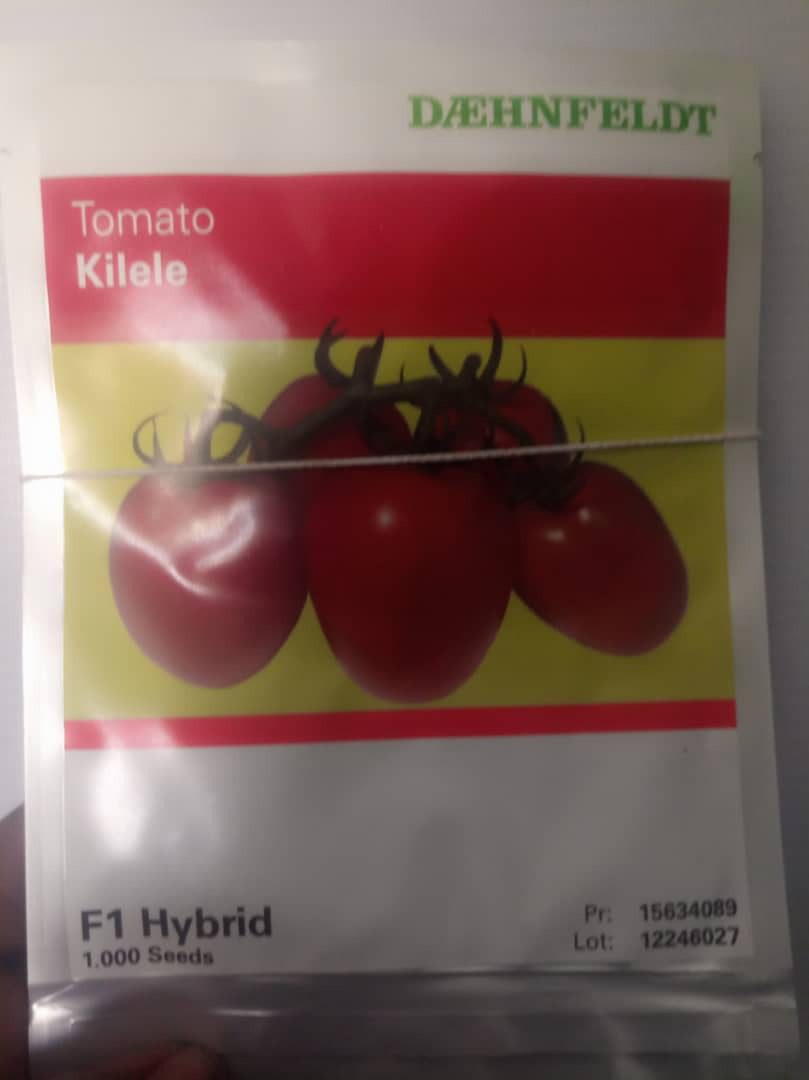 DÆHNFELDT
Tomato
Kilele
F1 Hybrid
1.000 Seeds
Pr: 15634089
Lot: 12246027